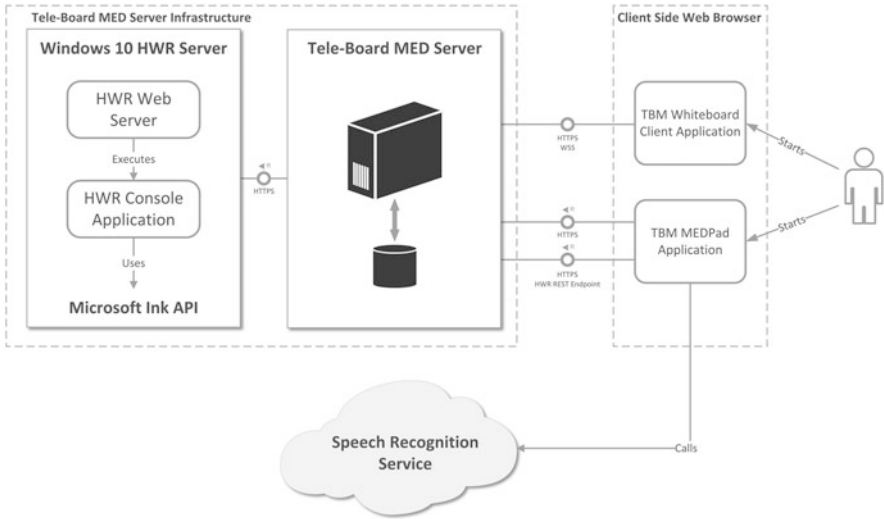 Tele-Board MED Server Infrastructure
Windows 10 HWR Server
HWR Web
Server
Executes
HWR Console
Application
Uses
Microsoft Ink API
HTTPS
Tele-Board MED Server
HTTPS
WSS
HTTPS
HTTPS
HWR REST Endpoint
Client Side Web Browser
TBM Whiteboard
Client Application
TBM MEDPad
Application
Starts
Starts
Calls
Speech Recognition
Service